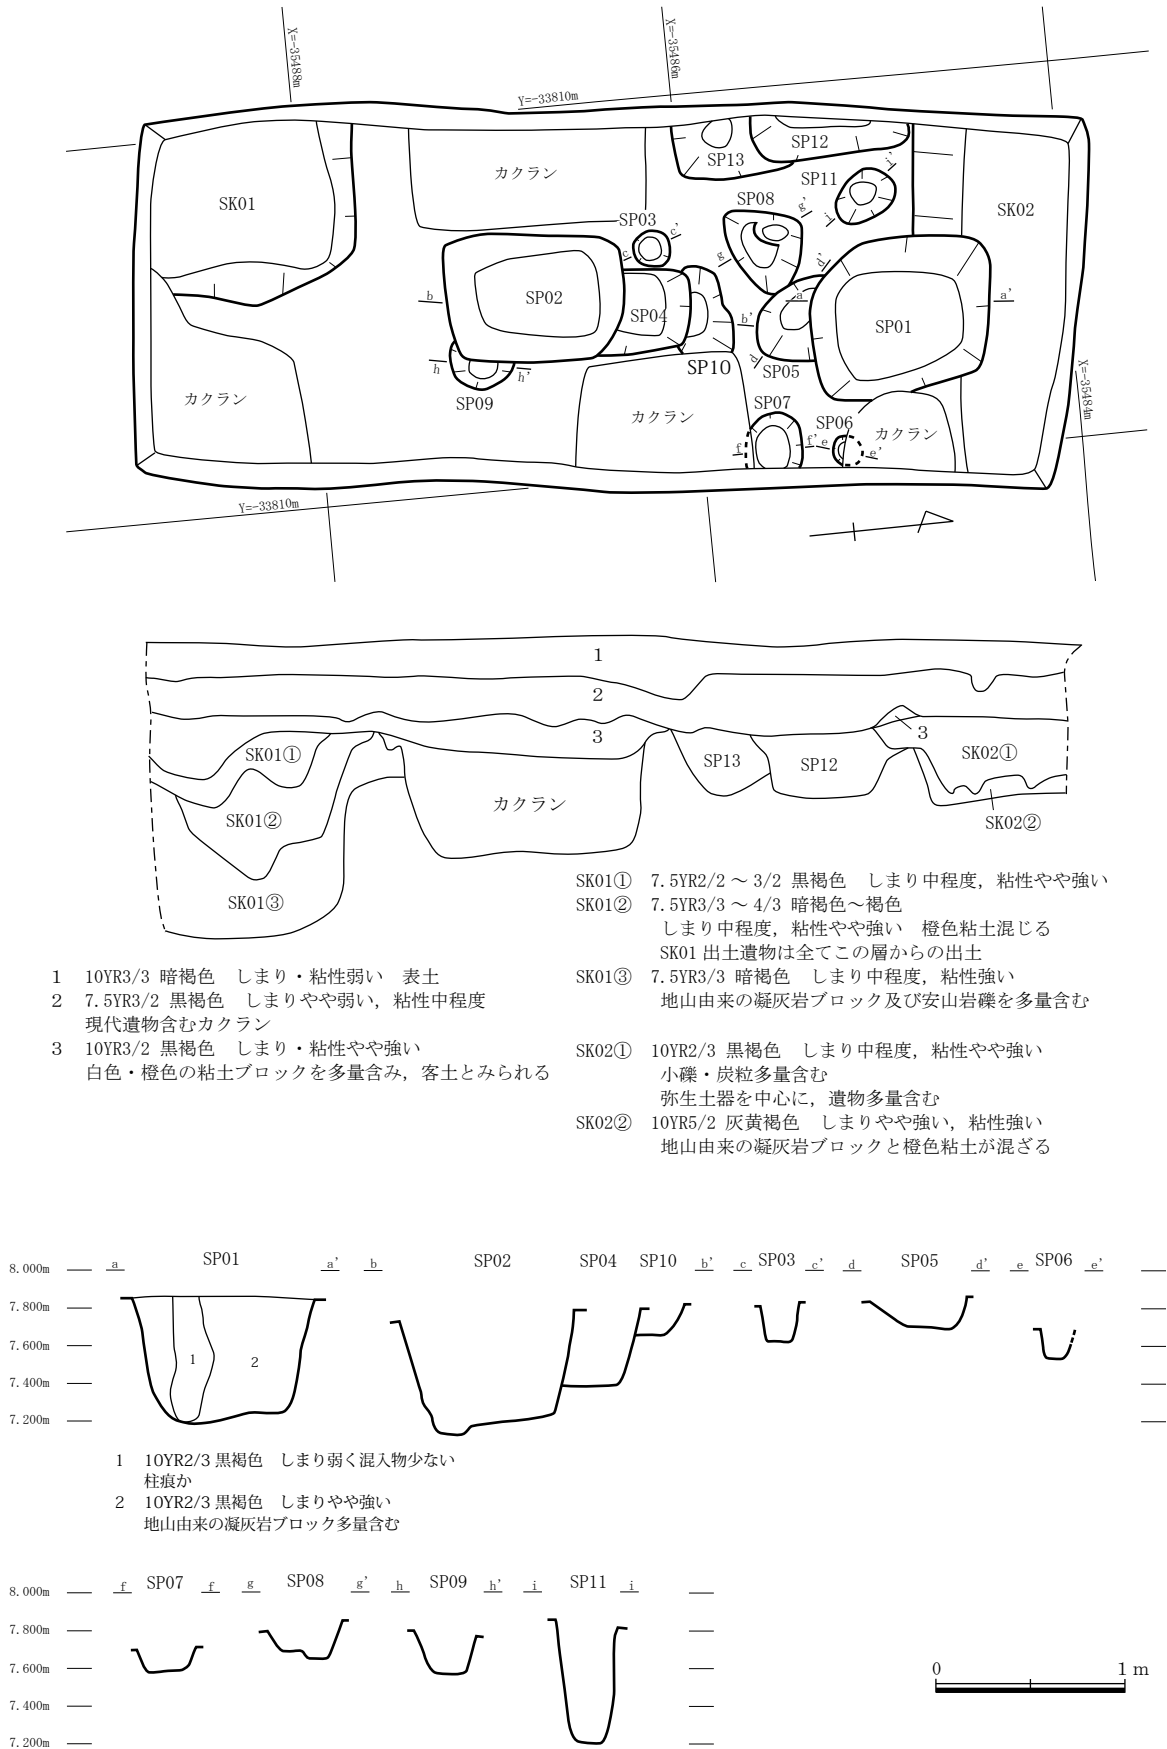 X=-35488m
X=-35486m
Y=-33810m
SK01
カクラン
SP13
SP12
SP11
i'
i
SK02
SP03
c
c'
SP08
g
g'
SP02
b
b'
SP04
SP10
SP05
d
d'
SP01
a
a'
カクラン
h
h'
SP09
カクラン
SP07
f
f'
SP06
e
e'
カクラン
X=-35484m
Y=-33810m
1
2
3
3
SK01①
SK01②
SK01③
カクラン
SP13
SP12
SK02①
SK02②
SK01① 7.5YR2/2～3/2 黒褐色　しまり中程度，粘性やや強い
SK01② 7.5YR3/3～4/3 暗褐色～褐色
しまり中程度，粘性やや強い　橙色粘土混じる
SK01出土遺物は全てこの層からの出土
SK01③ 7.5YR3/3 暗褐色　しまり中程度，粘性強い
地山由来の凝灰岩ブロック及び安山岩礫を多量含む
SK02① 10YR2/3 黒褐色　しまり中程度，粘性やや強い
小礫・炭粒多量含む
弥生土器を中心に，遺物多量含む
SK02② 10YR5/2 灰黄褐色　しまりやや強い，粘性強い
地山由来の凝灰岩ブロックと橙色粘土が混ざる
1　10YR3/3 暗褐色　しまり・粘性弱い　表土
2　7.5YR3/2 黒褐色　しまりやや弱い，粘性中程度
現代遺物含むカクラン
3　10YR3/2 黒褐色　しまり・粘性やや強い
白色・橙色の粘土ブロックを多量含み，客土とみられる
8.000m
7.800m
7.600m
7.400m
7.200m
a SP01 a'
b SP02 SP04 SP10 b'
c SP03 c'
d SP05 d'
e SP06 e'
1
2
1　10YR2/3 黒褐色　しまり弱く混入物少ない
柱痕か
2　10YR2/3 黒褐色　しまりやや強い
地山由来の凝灰岩ブロック多量含む
8.000m
7.800m
7.600m
7.400m
7.200m
f SP07 f
g SP08 g'
h SP09 h'
i SP11 i
0 1 m